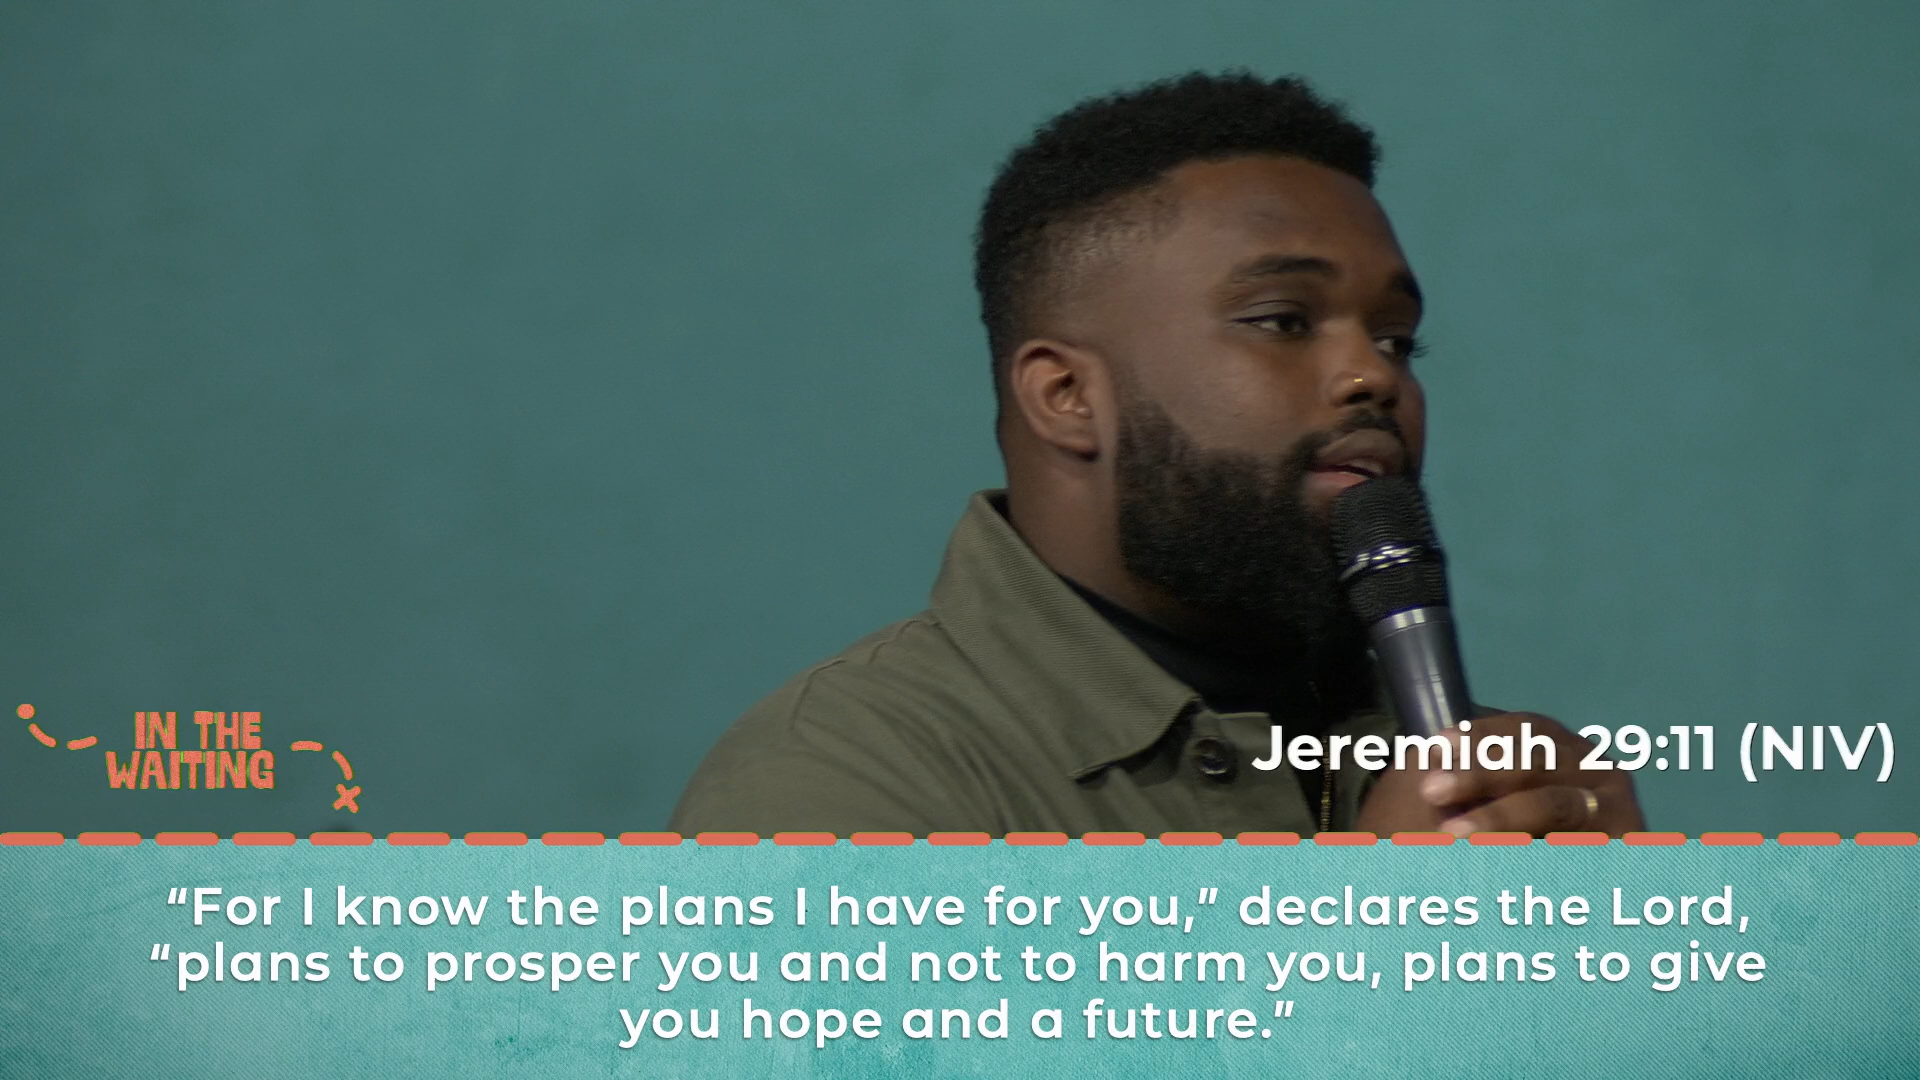 IN THE
WAITING
Jeremiah 29:11 (NIV)
“For I know the plans I have for you,” declares the Lord,
“plans to prosper you and not to harm you, plans to give
you hope and a future.”